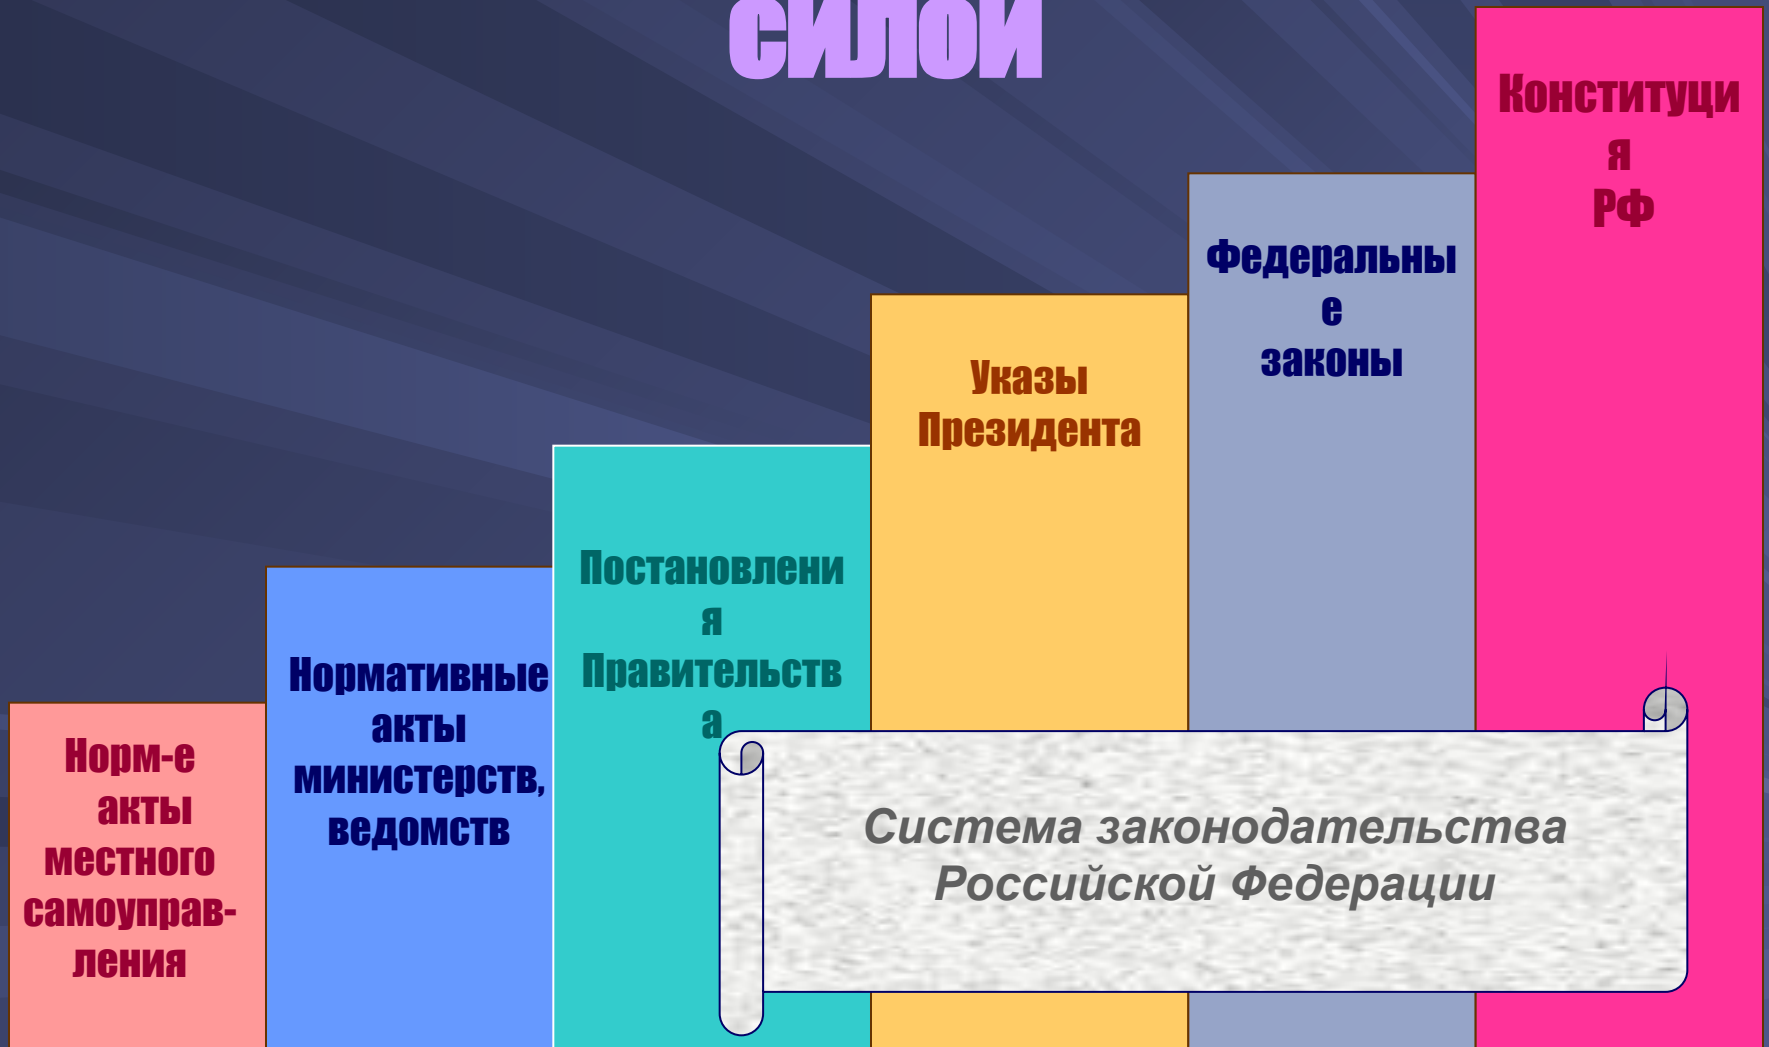 силой
Конституци
я
РФ
Федеральны
е
законы
Указы
Президента
Постановлени
я
Правительств
а
Нормативные
акты
министерств,
ведомств
Норм-е
акты
местного
самоуправ-
ления
Система законодательства
Российской Федерации